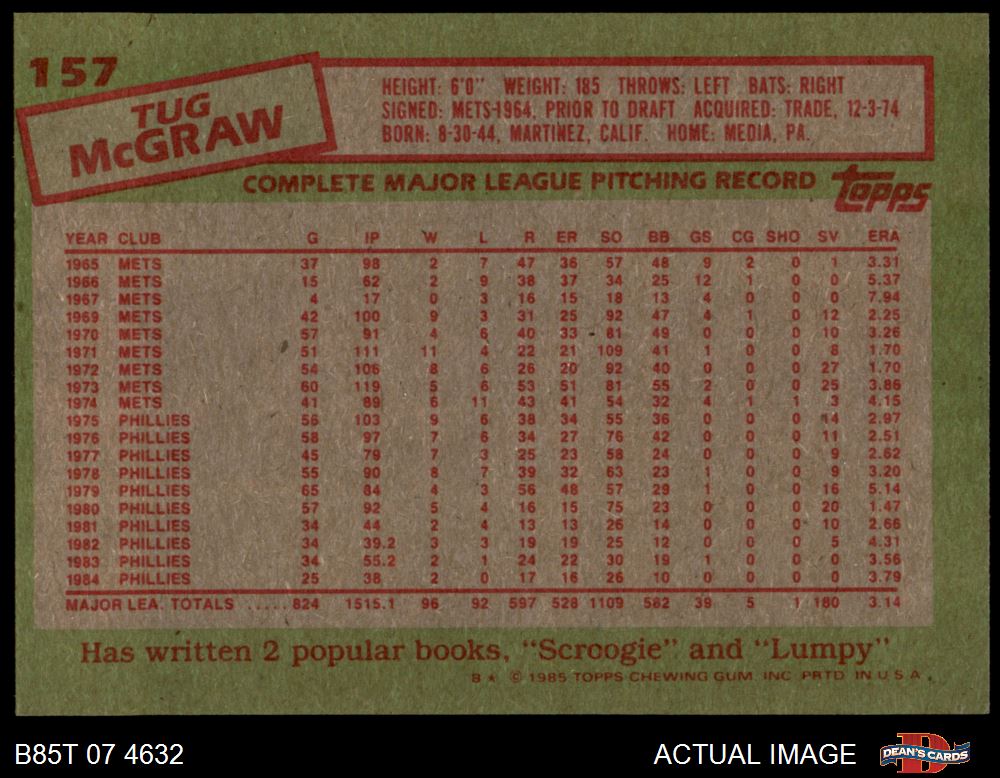 157
TUG
McGRAW
HEIGHT: 6'0" WEIGHT: 185 THROWS: LEFT BATS: RIGHT
SIGNED: METS-1964, PRIOR TO DRAFT ACQUIRED: TRADE, 12-3-74
BORN: 8-30-44, MARTINEZ, CALIF. HOME: MEDIA, PA.
COMPLETE MAJOR LEAGUE PITCHING RECORD topps
YEAR CLUB G IP W L R ER SO BB GS CG SHO SV ERA
1965 METS 37 98 2 7 47 36 57 48 9 2 0 1 3.31
1966 METS 15 62 2 9 38 37 34 25 12 1 0 0 5.37
1967 METS 4 17 0 3 16 15 18 13 4 0 0 0 7.94
1969 METS 42 100 9 3 31 25 92 47 4 1 0 12 2.25
1970 METS 57 91 4 6 40 33 81 49 0 0 0 10 3.26
1971 METS 51 111 11 4 22 21 109 41 1 0 0 8 1.70
1972 METS 54 106 8 6 26 20 92 40 0 0 0 27 1.70
1973 METS 60 119 5 6 53 51 81 55 2 0 0 25 3.86
1974 METS 41 89 6 11 43 41 54 32 4 1 1 3 4.15
1975 PHILLIES 56 103 9 6 38 34 55 36 0 0 0 14 2.97
1976 PHILLIES 58 97 7 6 34 27 76 42 0 0 0 11 2.51
1977 PHILLIES 45 79 7 3 25 23 58 24 0 0 0 9 2.62
1978 PHILLIES 55 90 8 7 39 32 63 23 1 0 0 9 3.20
1979 PHILLIES 65 84 4 3 56 48 57 29 1 0 0 16 5.14
1980 PHILLIES 57 92 5 4 16 15 75 23 0 0 0 20 1.47
1981 PHILLIES 34 44 2 4 13 13 26 14 0 0 0 10 2.66
1982 PHILLIES 34 39.2 3 3 19 19 25 12 0 0 0 5 4.31
1983 PHILLIES 34 55.2 2 1 24 22 30 19 1 0 0 0 3.56
1984 PHILLIES 25 38 2 0 17 16 26 10 0 0 0 0 3.79
MAJOR LEA. TOTALS ..... 824 1515.1 96 92 597 528 1109 582 39 5 1 180 3.14
Has written 2 popular books, "Scroogie" and "Lumpy"
B★ © 1985 TOPPS CHEWING GUM, INC. PRTD. IN U.S.A.
B85T 07 4632 ACTUAL IMAGE DEAN'S CARDS